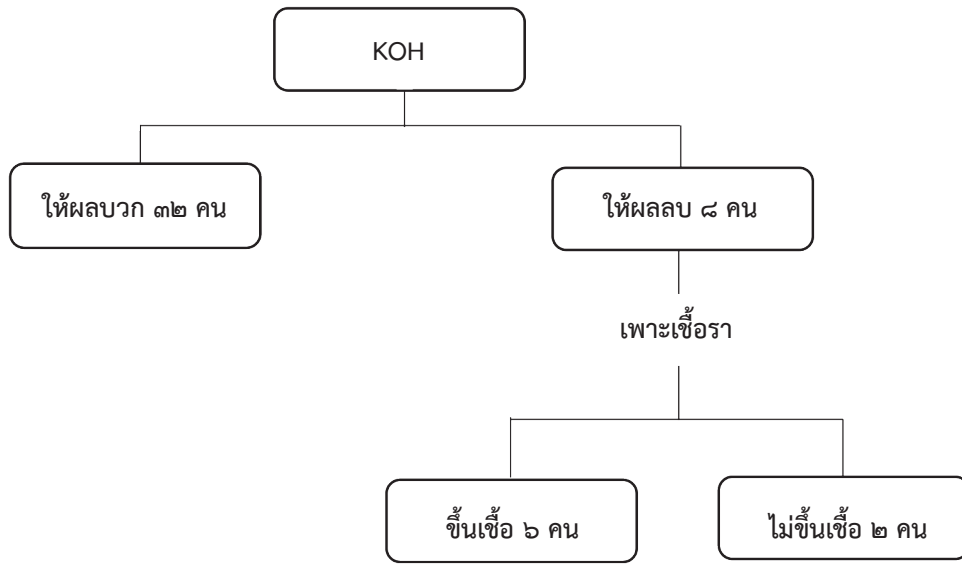 KOH
ให้ผลบวก ๓๒ คน
ให้ผลลบ ๘ คน
เพาะเชื้อรา
ขึ้นเชื้อ ๖ คน
ไม่ขึ้นเชื้อ ๒ คน